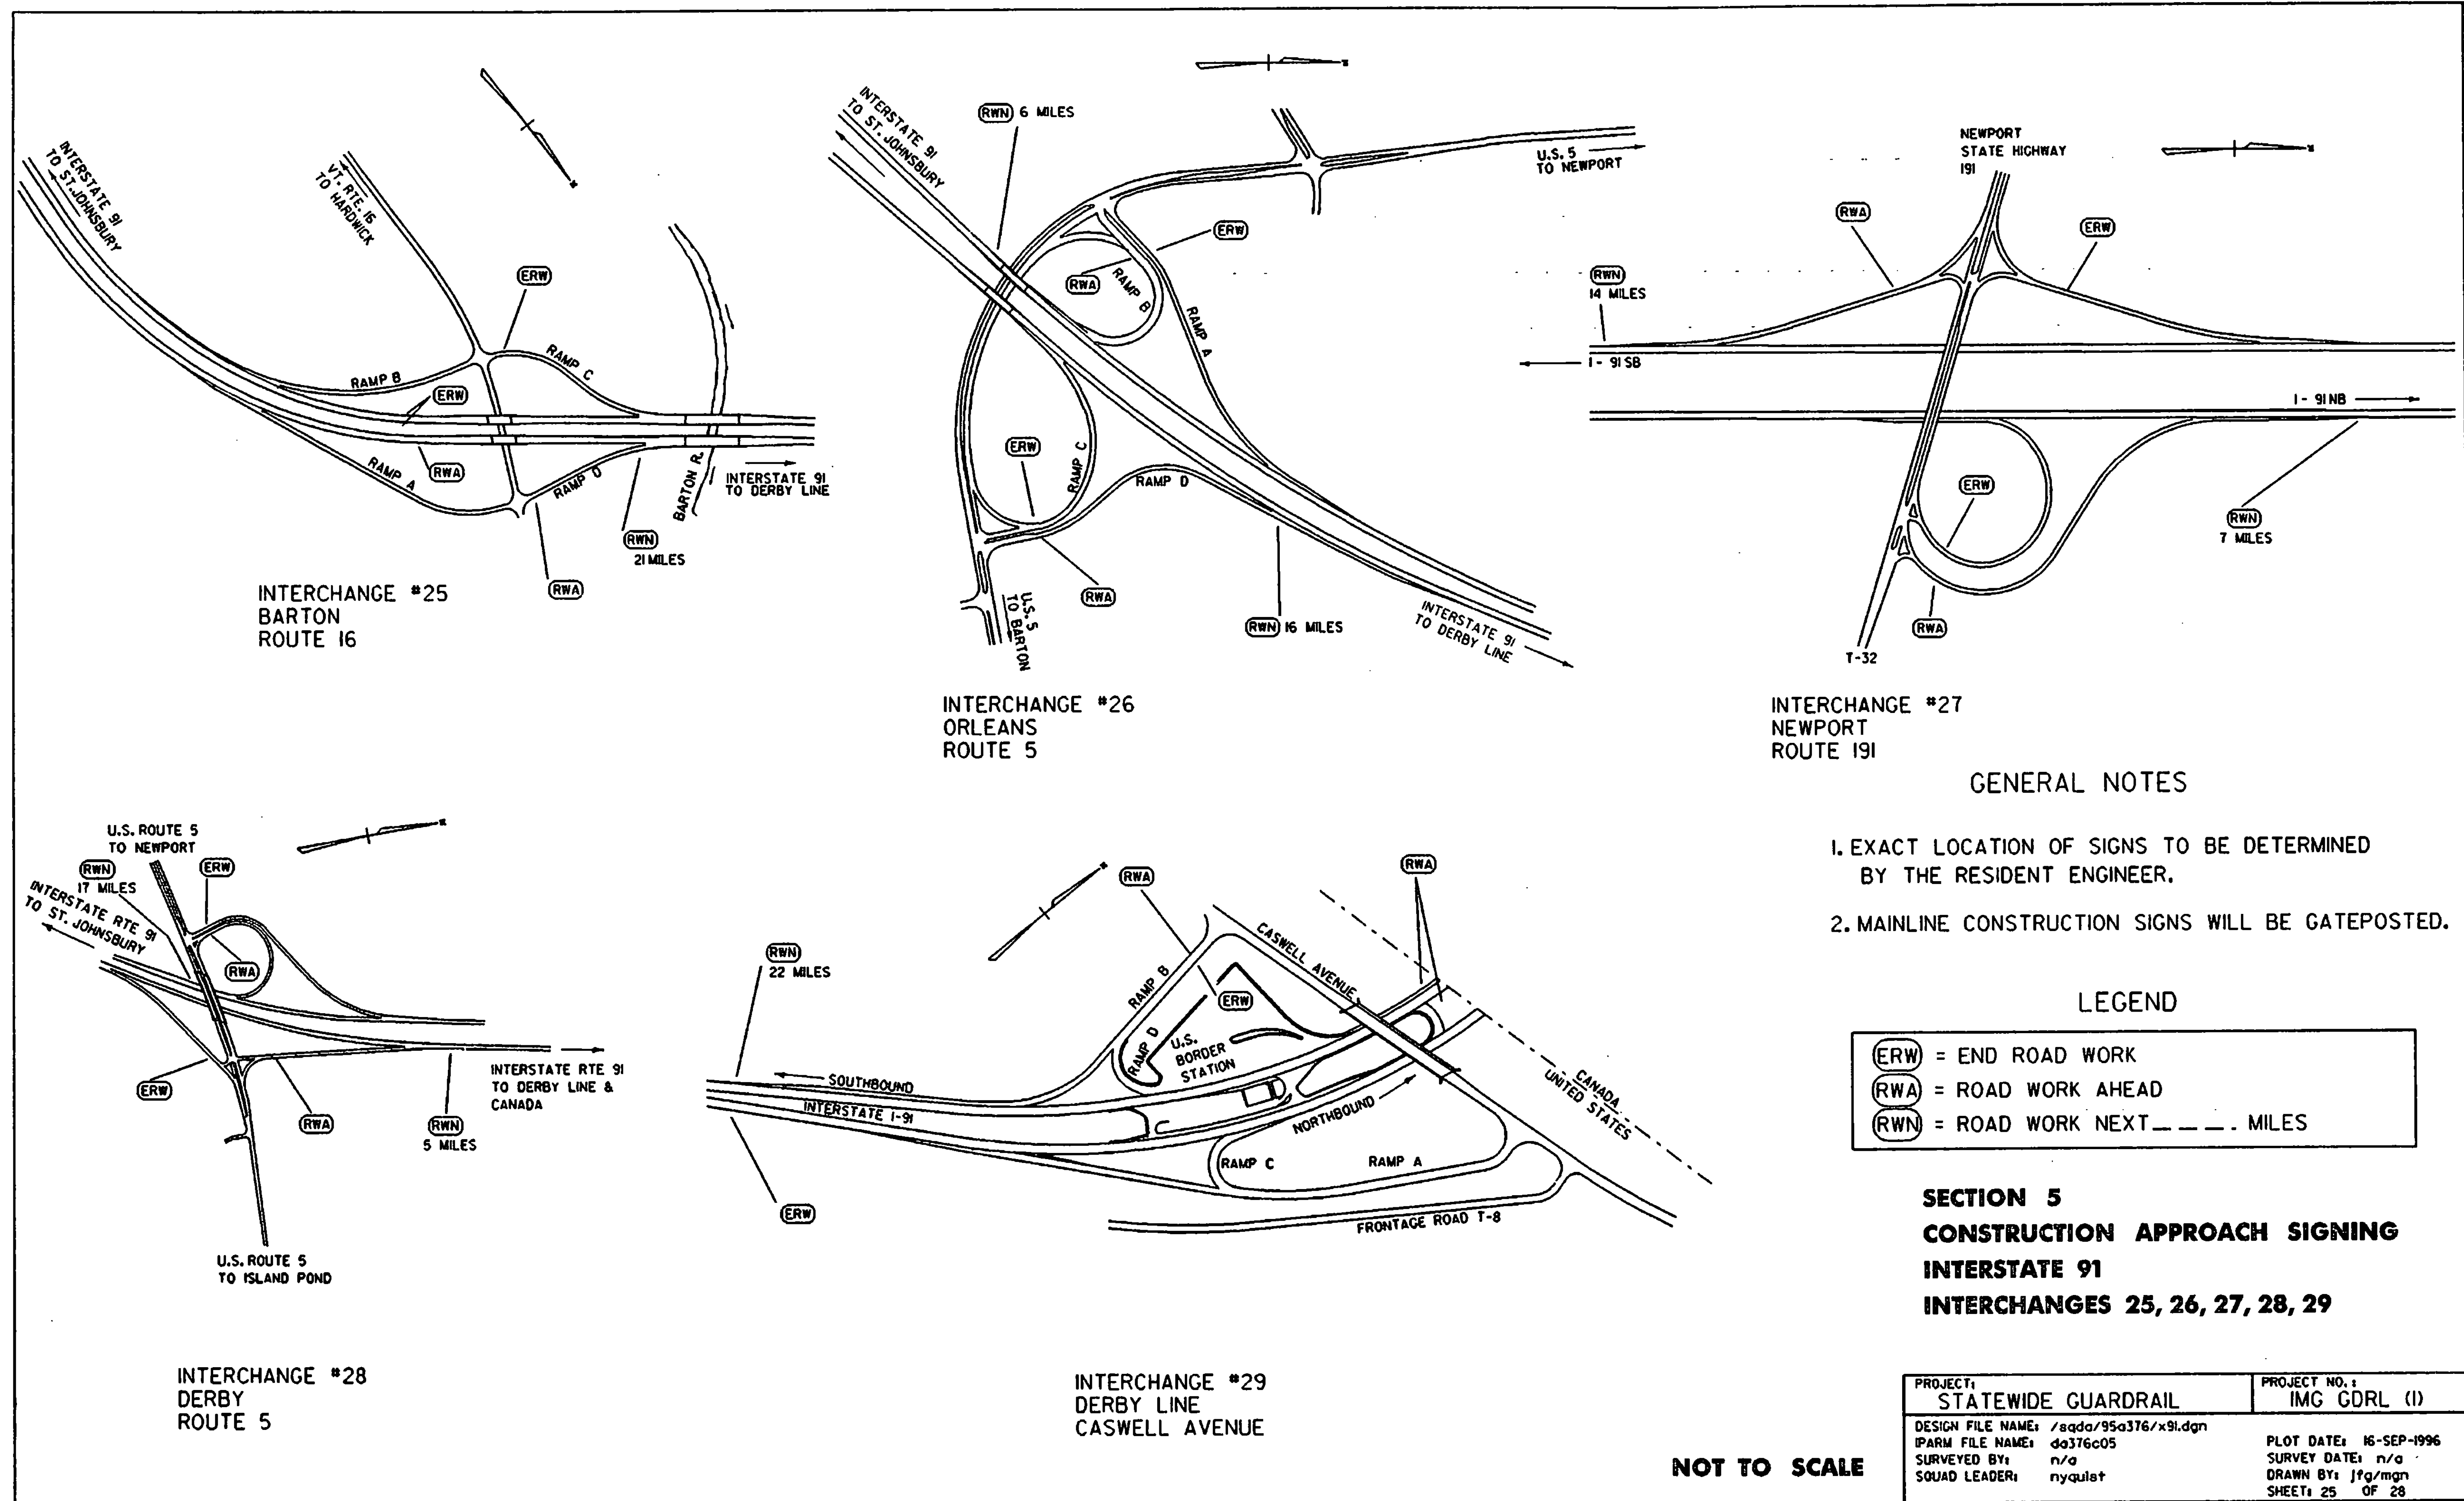 INTERSTATE 91
TO ST. JOHNSBURY
VT. RTE. 16
TO HARDWICK
ERW
RAMP B
RAMP C
ERW
RWA
RAMP A
RAMP D
BARTON R.
INTERSTATE 91
TO DERBY LINE
RWN
21 MILES
RWA
INTERCHANGE #25
BARTON
ROUTE 16
INTERSTATE 91
TO ST. JOHNSBURY
RWN 6 MILES
U.S. 5
TO NEWPORT
ERW
RWA
RAMP B
RAMP A
ERW
RAMP C
RAMP D
RWA
RWN 16 MILES
U.S. 5
TO BARTON
INTERSTATE 91
TO DERBY LINE
INTERCHANGE #26
ORLEANS
ROUTE 5
NEWPORT
STATE HIGHWAY
191
RWA
ERW
RWN
14 MILES
I-91 SB
I-91 NB
ERW
RWN
7 MILES
RWA
T-32
INTERCHANGE #27
NEWPORT
ROUTE 191
U.S. ROUTE 5
TO NEWPORT
RWN
17 MILES
ERW
INTERSTATE RTE 91
TO ST. JOHNSBURY
RWA
ERW
RWA
RWN
5 MILES
INTERSTATE RTE 91
TO DERBY LINE &
CANADA
U.S. ROUTE 5
TO ISLAND POND
INTERCHANGE #28
DERBY
ROUTE 5
RWN
22 MILES
RWA
RWA
CASWELL AVENUE
RAMP B
ERW
RAMP D
U.S.
BORDER
STATION
SOUTHBOUND
INTERSTATE I-91
NORTHBOUND
CANADA
UNITED STATES
RAMP C
RAMP A
ERW
FRONTAGE ROAD T-8
INTERCHANGE #29
DERBY LINE
CASWELL AVENUE
GENERAL NOTES
1. EXACT LOCATION OF SIGNS TO BE DETERMINED
BY THE RESIDENT ENGINEER.
2. MAINLINE CONSTRUCTION SIGNS WILL BE GATEPOSTED.
LEGEND
ERW = END ROAD WORK
RWA = ROAD WORK AHEAD
RWN = ROAD WORK NEXT____ MILES
SECTION 5
CONSTRUCTION APPROACH SIGNING
INTERSTATE 91
INTERCHANGES 25, 26, 27, 28, 29
NOT TO SCALE
PROJECT: STATEWIDE GUARDRAIL
PROJECT NO.: IMG GDRL (1)
DESIGN FILE NAME: /sqda/95a376/x91.dgn
IPARM FILE NAME: da376c05
PLOT DATE: 16-SEP-1996
SURVEYED BY: n/a
SURVEY DATE: n/a
SQUAD LEADER: nyquist
DRAWN BY: jfg/mgn
SHEET: 25 OF 28